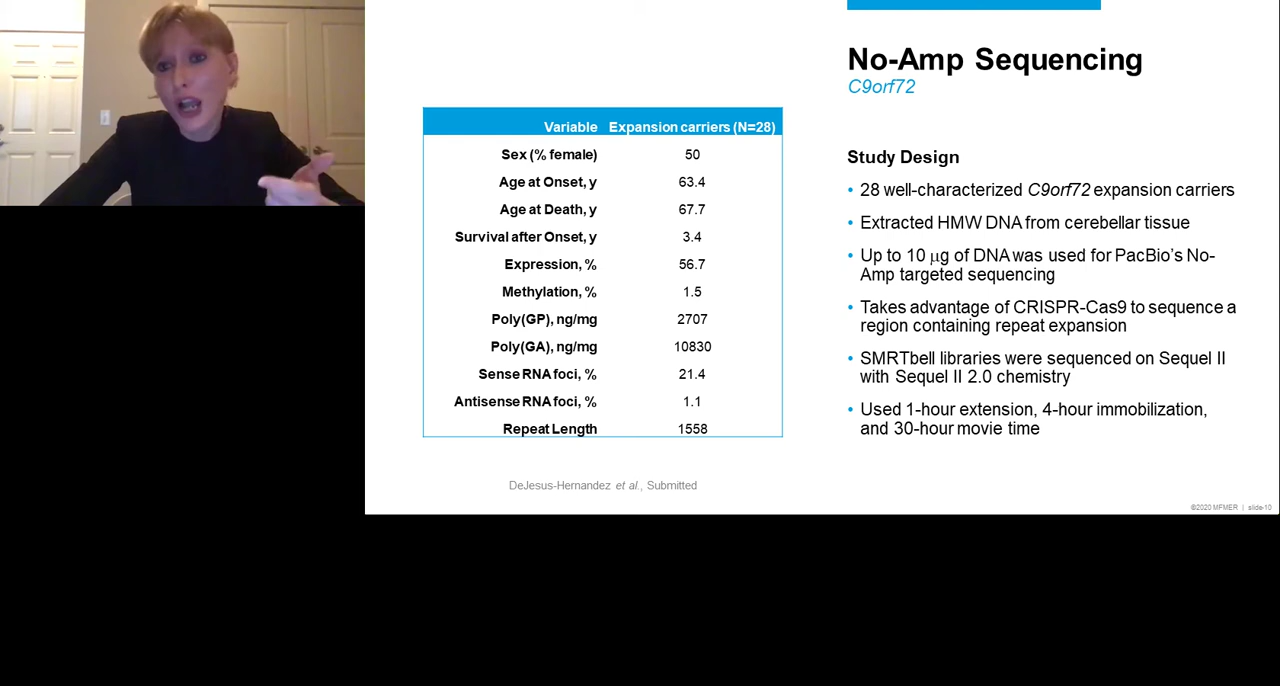 No-Amp Sequencing
C9orf72
Variable Expansion carriers (N=28)
Sex (% female) 50
Age at Onset, y 63.4
Age at Death, y 67.7
Survival after Onset, y 3.4
Expression, % 56.7
Methylation, % 1.5
Poly(GP), ng/mg 2707
Poly(GA), ng/mg 10830
Sense RNA foci, % 21.4
Antisense RNA foci, % 1.1
Repeat Length 1558
DeJesus-Hernandez et al., Submitted
Study Design
• 28 well-characterized C9orf72 expansion carriers
• Extracted HMW DNA from cerebellar tissue
• Up to 10 µg of DNA was used for PacBio's No-
Amp targeted sequencing
• Takes advantage of CRISPR-Cas9 to sequence a
region containing repeat expansion
• SMRTbell libraries were sequenced on Sequel II
with Sequel II 2.0 chemistry
• Used 1-hour extension, 4-hour immobilization,
and 30-hour movie time
©2020 MFMER | slide-10